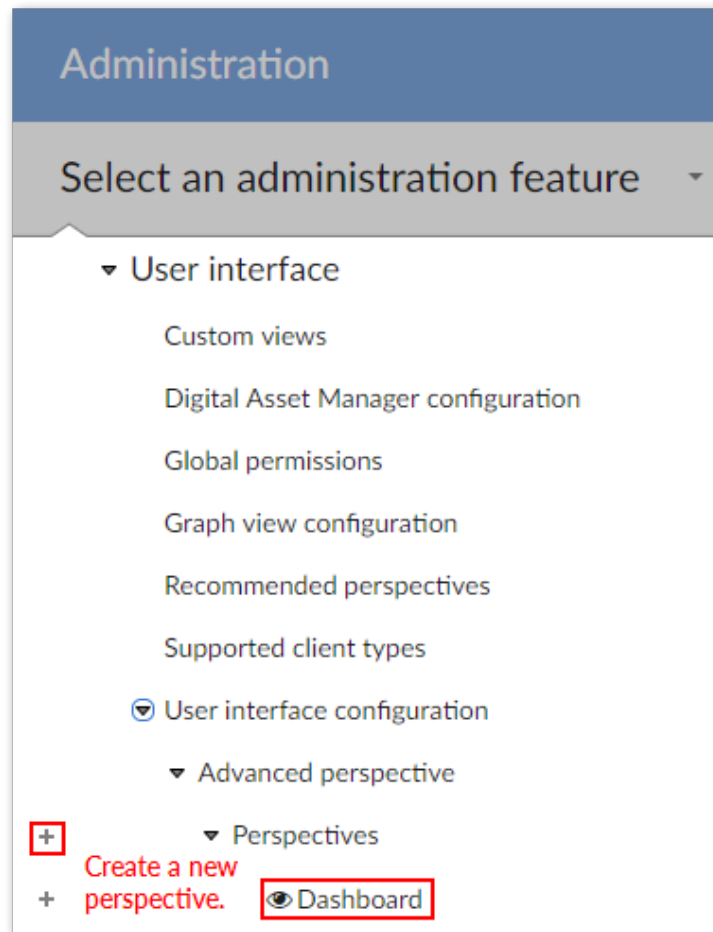 Administration
Select an administration feature
User interface
Custom views
Digital Asset Manager configuration
Global permissions
Graph view configuration
Recommended perspectives
Supported client types
User interface configuration
Advanced perspective
+ Perspectives
Create a new
perspective.
+ Dashboard